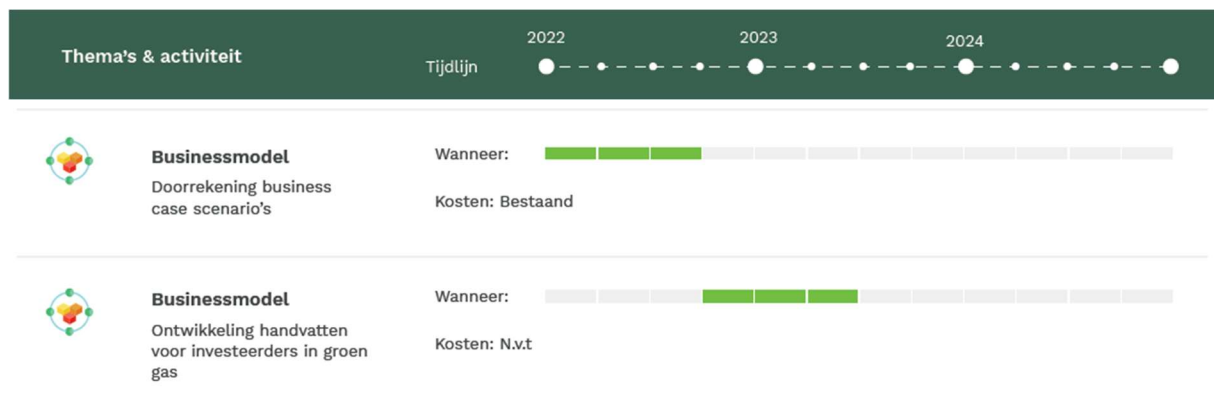 Thema's & activiteit
Tijdlijn
2022
2023
2024
Businessmodel
Doorrekening business
case scenario's
Wanneer:
Kosten: Bestaand
Businessmodel
Ontwikkeling handvatten
voor investeerders in groen
gas
Wanneer:
Kosten: N.v.t